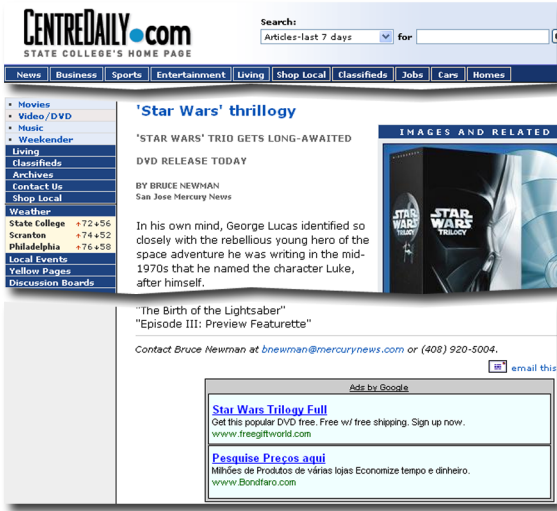 CENTREDAILY.com
STATE COLLEGE'S HOME PAGE
Search:
Articles-last 7 days for
News Business Sports Entertainment Living Shop Local Classifieds Jobs Cars Homes
Movies
Video/DVD
Music
Weekender
Living
Classifieds
Archives
Contact Us
Shop Local
Weather
State College 72 56
Scranton 74 52
Philadelphia 76 58
Local Events
Yellow Pages
Discussion Boards
'Star Wars' thrillogy
'STAR WARS' TRIO GETS LONG-AWAITED
DVD RELEASE TODAY
BY BRUCE NEWMAN
San Jose Mercury News
In his own mind, George Lucas identified so
closely with the rebellious young hero of the
space adventure he was writing in the mid-
1970s that he named the character Luke,
after himself.
IMAGES AND RELATED
STAR
WARS
TRILOGY
STAR
WARS
TRILOGY
"The Birth of the Lightsaber"
"Episode III: Preview Featurette"
Contact Bruce Newman at bnewman@mercurynews.com or (408) 920-5004.
email this
Ads by Google
Star Wars Trilogy Full
Get this popular DVD free. Free w/ free shipping. Sign up now.
www.freegiftworld.com
Pesquise Preços aqui
Milhões de Produtos de várias lojas Economize tempo e dinheiro.
www.Bondfaro.com